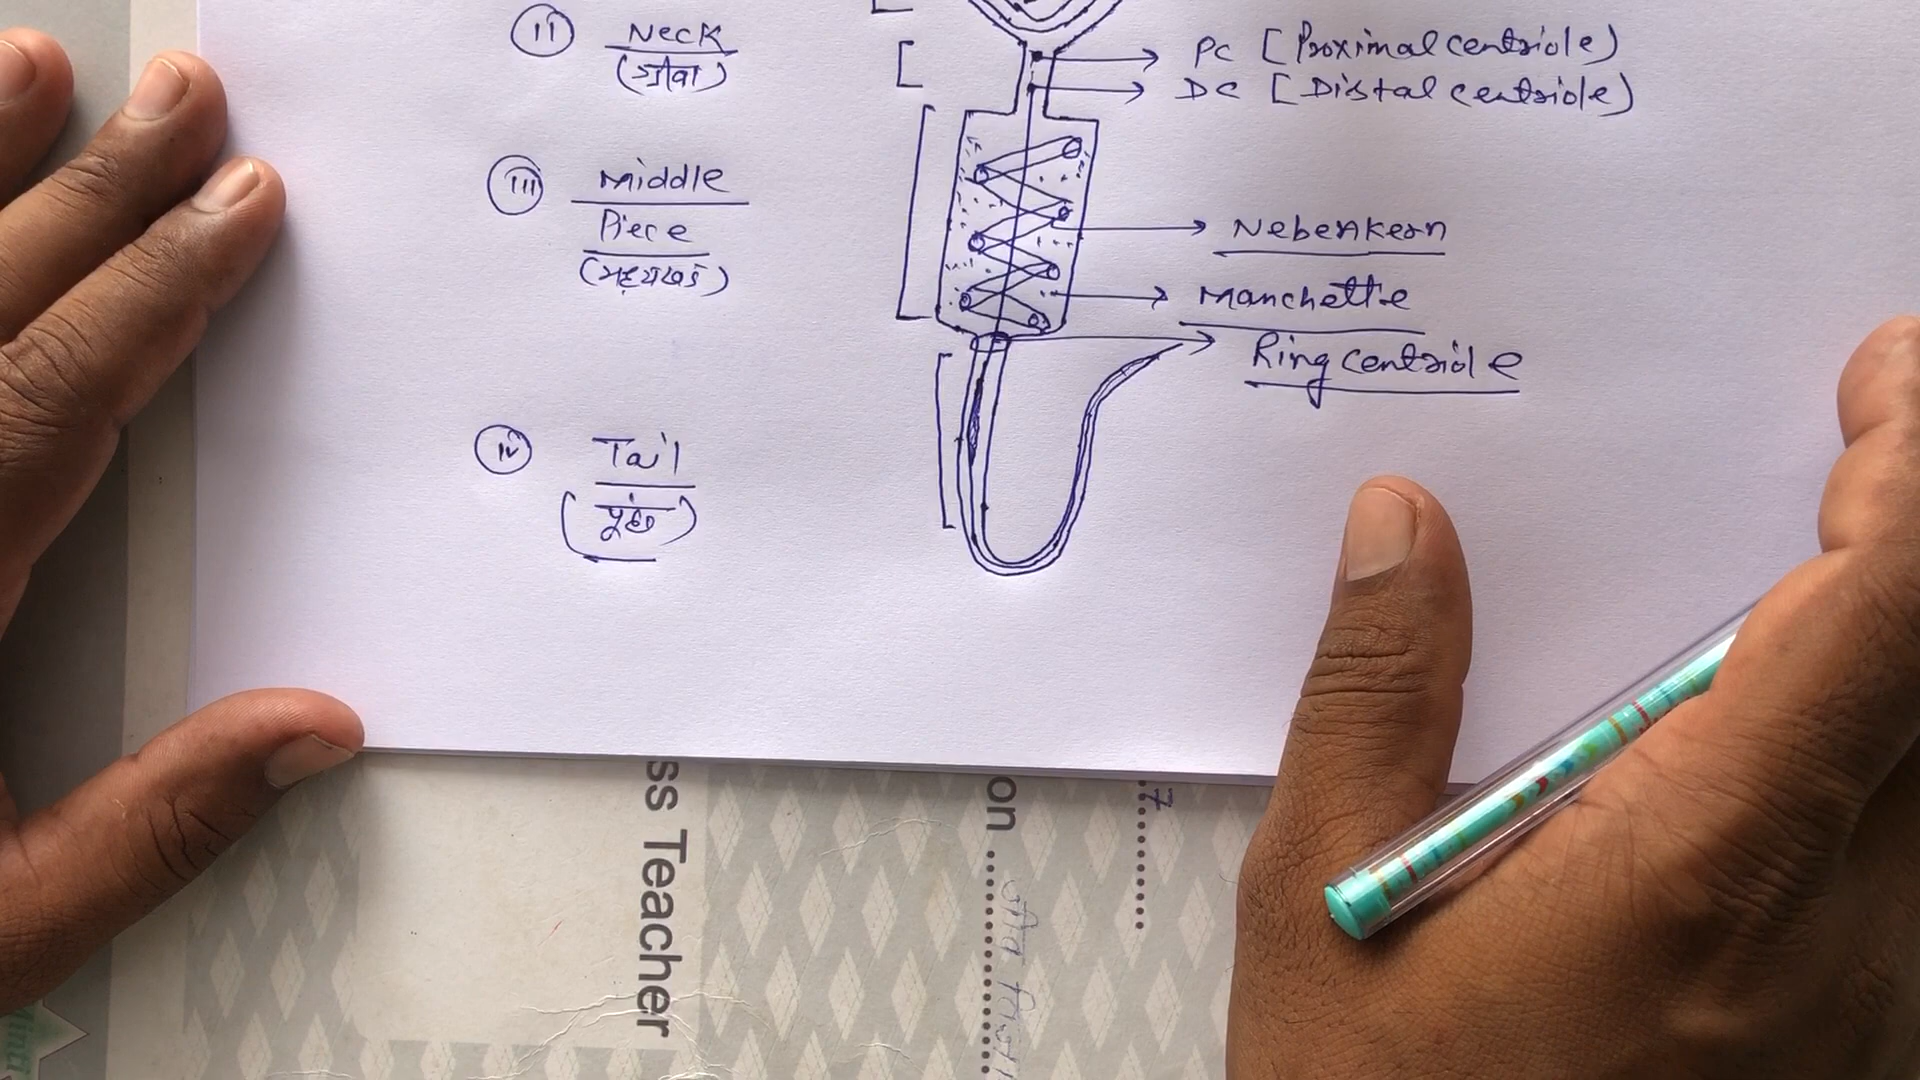 (ii) Neck
(ग्रीवा)
PC [Proximal centriole)
DC [Distal centriole)
(iii) Middle
Piece
(मध्यखंड)
Nebenkern
Manchette
Ring centriole
(iv) Tail
(पूंछ)
ss Teacher
on ..........
7 ........